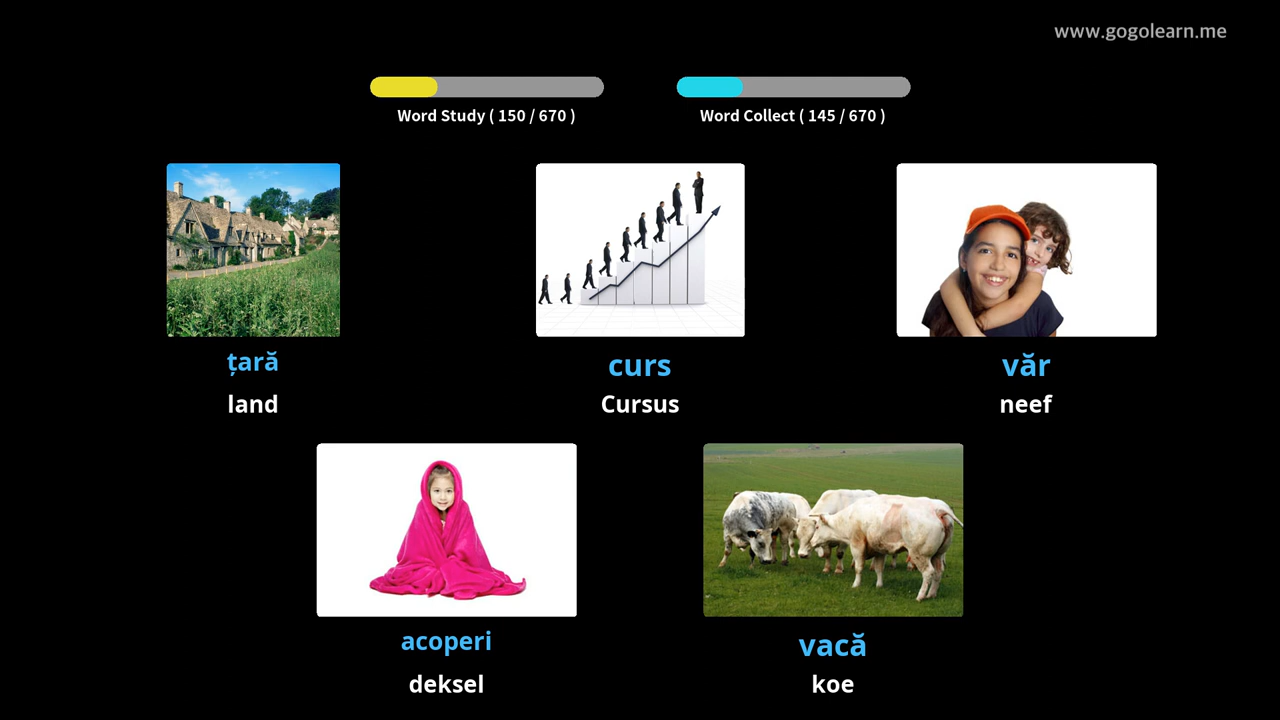 www.gogolearn.me
Word Study ( 150 / 670 )
Word Collect ( 145 / 670 )
țară
land
curs
Cursus
văr
neef
acoperi
deksel
vacă
koe